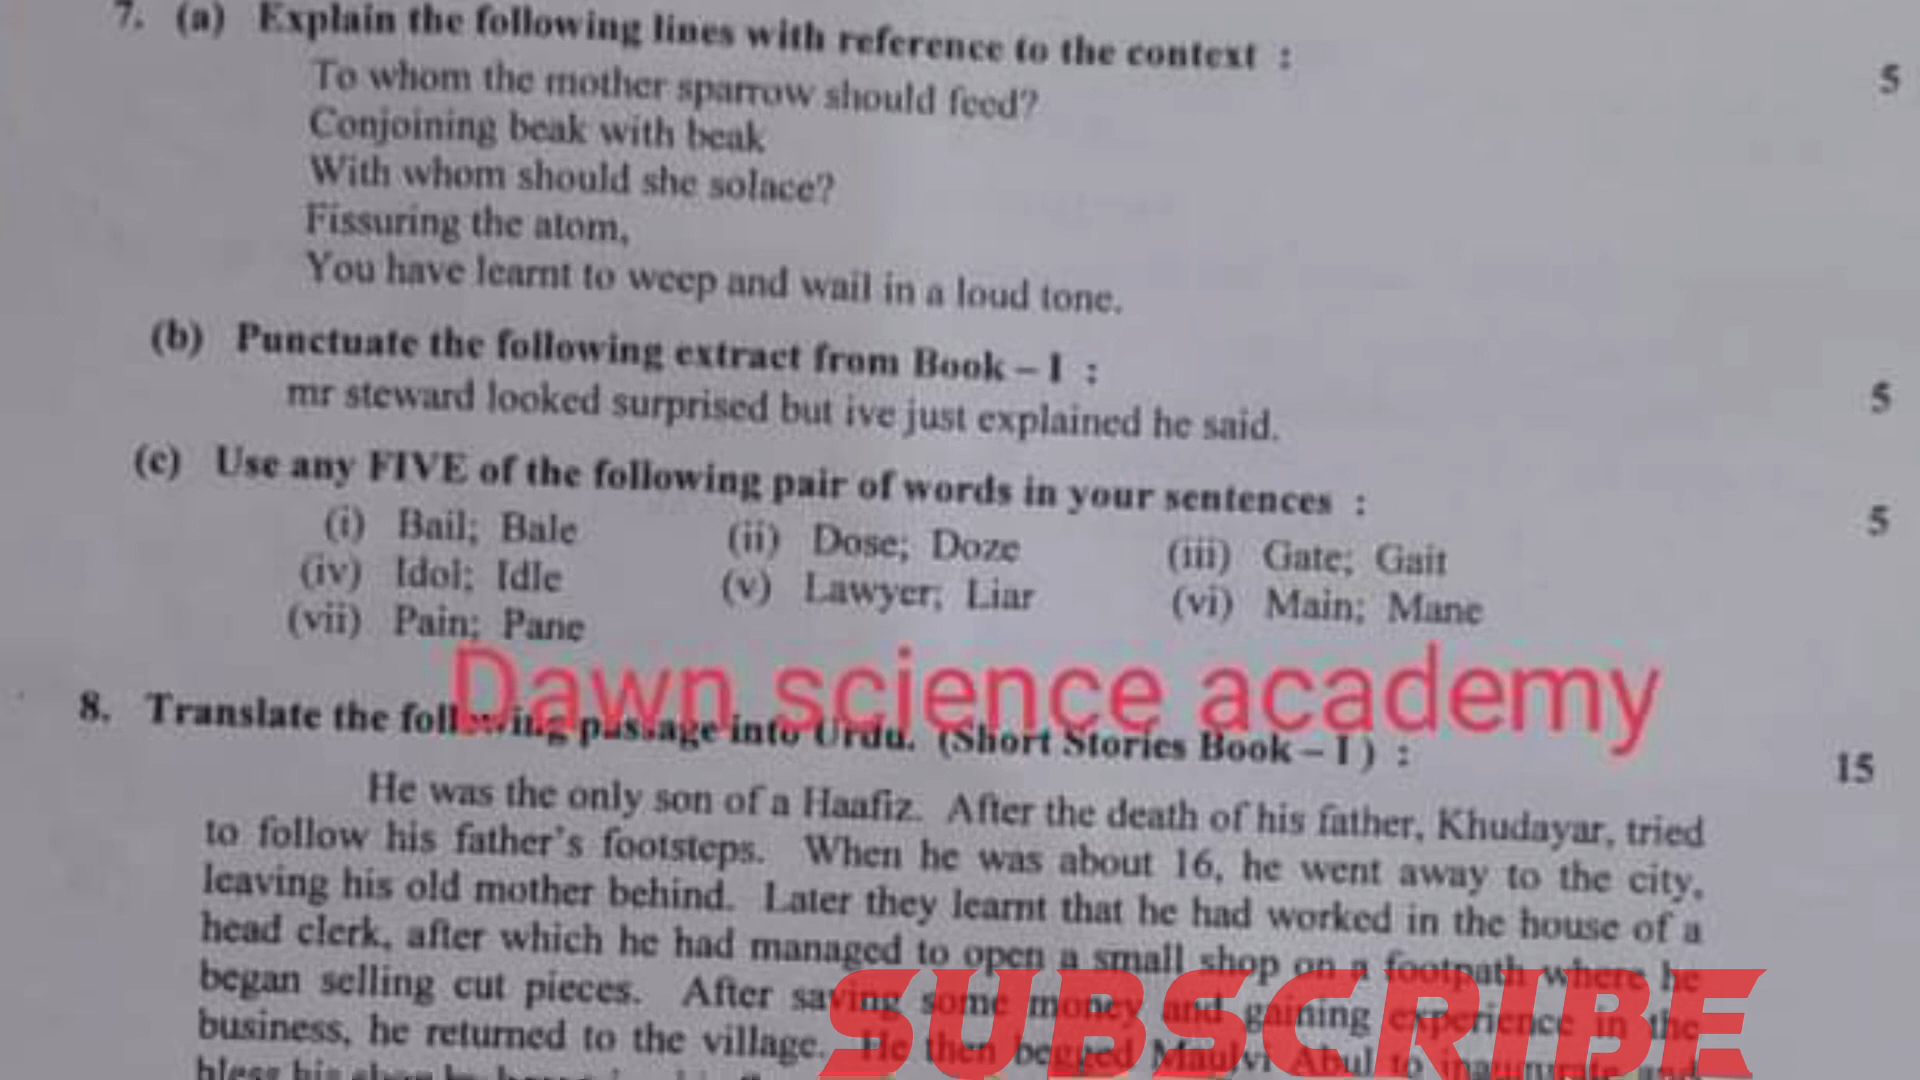 7. (a) Explain the following lines with reference to the context : 5
To whom the mother sparrow should feed?
Conjoining beak with beak
With whom should she solace?
Fissuring the atom,
You have learnt to weep and wail in a loud tone.
(b) Punctuate the following extract from Book – I : 5
mr steward looked surprised but ive just explained he said.
(c) Use any FIVE of the following pair of words in your sentences : 5
(i) Bail; Bale (ii) Dose; Doze (iii) Gate; Gait
(iv) Idol; Idle (v) Lawyer; Liar (vi) Main; Mane
(vii) Pain; Pane
Dawn science academy
8. Translate the following passage into Urdu. (Short Stories Book – I ) : 15
He was the only son of a Haafiz. After the death of his father, Khudayar, tried
to follow his father's footsteps. When he was about 16, he went away to the city,
leaving his old mother behind. Later they learnt that he had worked in the house of a
head clerk, after which he had managed to open a small shop on a footpath where he
began selling cut pieces. After saving some money and gaining experience in the
business, he returned to the village. He then begged Maulvi Abul to inaugurate and
bless his shop by
SUBSCRIBE